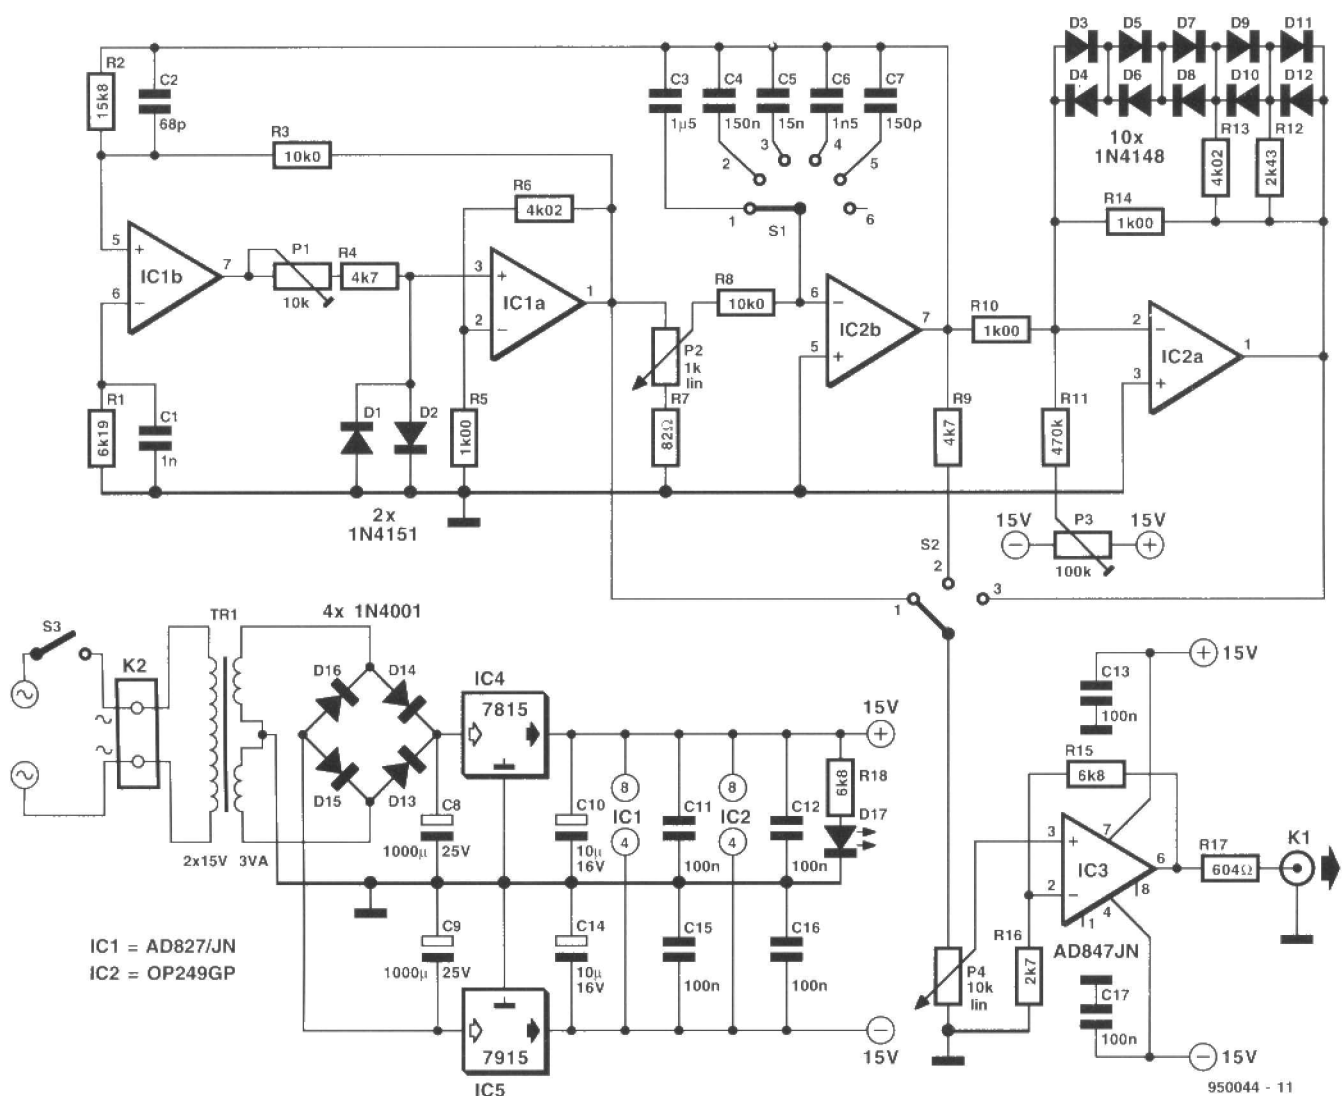 D3 D5 D7 D9 D11
R2 C2 C3 C4 C5 C6 C7
15k8 68p 1µ5 150n 15n 1n5 150p
D4 D6 D8 D10 D12
10x
1N4148
R13 R12
4k02 2k43
R3
10k0
2 3 4 5
R6
4k02
1 6
S1
R14
1k00
5 + IC1b 7
6 −
P1
10k
R4
4k7
3 + IC1a 1
2 −
R8
10k0
6 − IC2b 7
5 +
R10
1k00
2 − IC2a 1
3 +
P2
1k
lin
R1
6k19
C1
1n
D1 D2
R5
1k00
R7
82Ω
R9
4k7
R11
470k
2x
1N4151
15V − P3 15V +
100k
S2
2
1 3
S3
K2
~
~
~
~
TR1
4x 1N4001
D16 D14
D15 D13
2x15V 3VA
IC4
7815
15V
+
C8
1000µ 25V
C10
10µ
16V
8
IC1
4
C11
100n
8
IC2
4
C12
100n
R18
6k8
D17
C9
1000µ 25V
C14
10µ
16V
C15
100n
C16
100n
−
15V
7915
IC5
IC1 = AD827/JN
IC2 = OP249GP
+ 15V
C13
100n
R15
6k8
3 + 7
IC3 6
2 − 8
4
1
AD847JN
R17
604Ω
K1
R16
2k7
P4
10k
lin
C17
100n
− 15V
950044 - 11